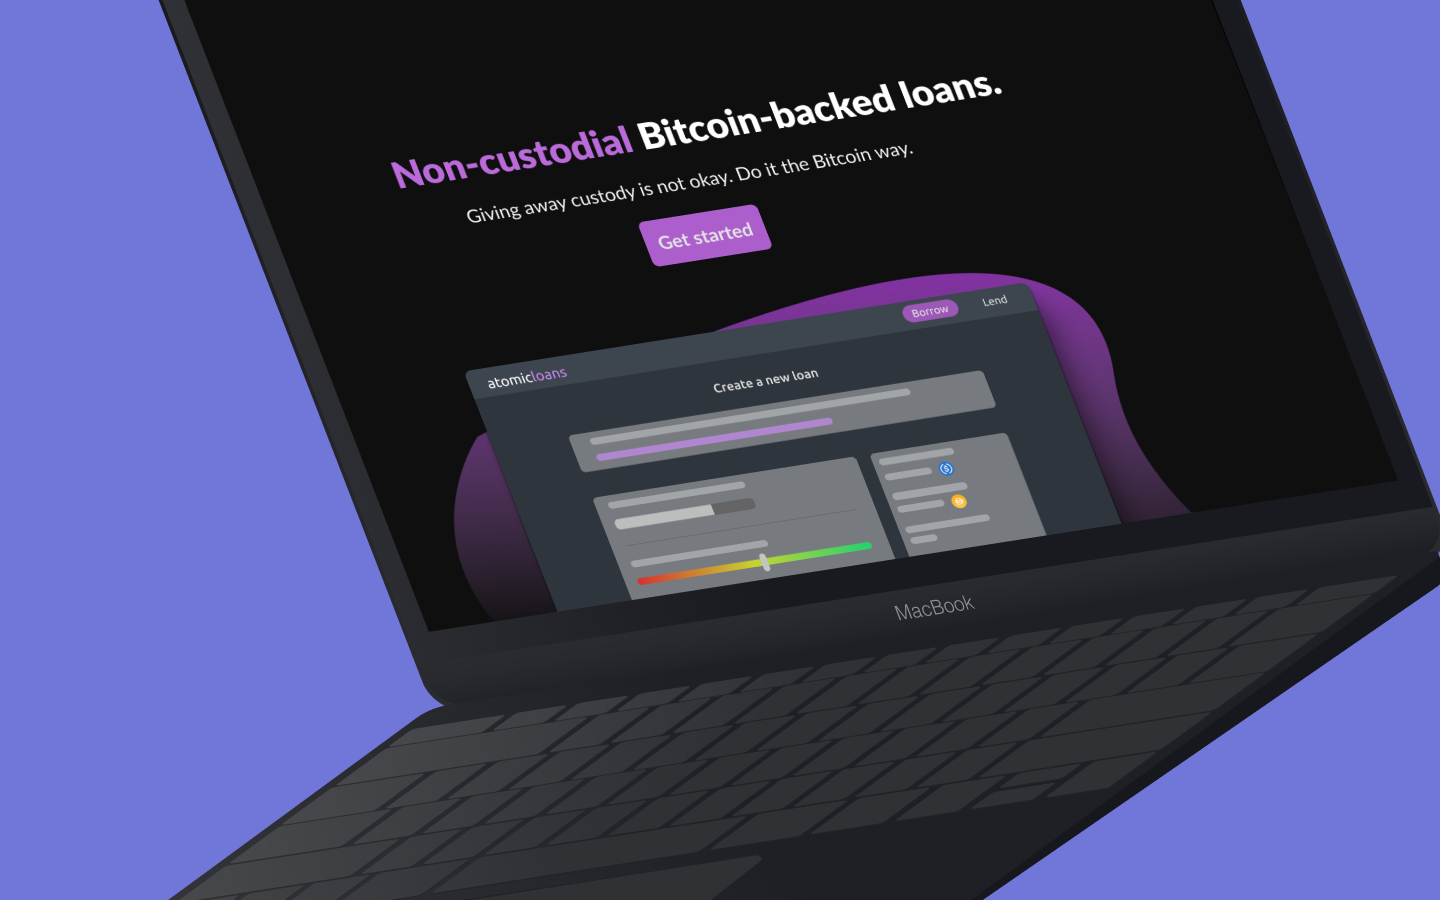 Non-custodial Bitcoin-backed loans.
Giving away custody is not okay. Do it the Bitcoin way.
Get started
Borrow Lend
atomicloans
Create a new loan
MacBook